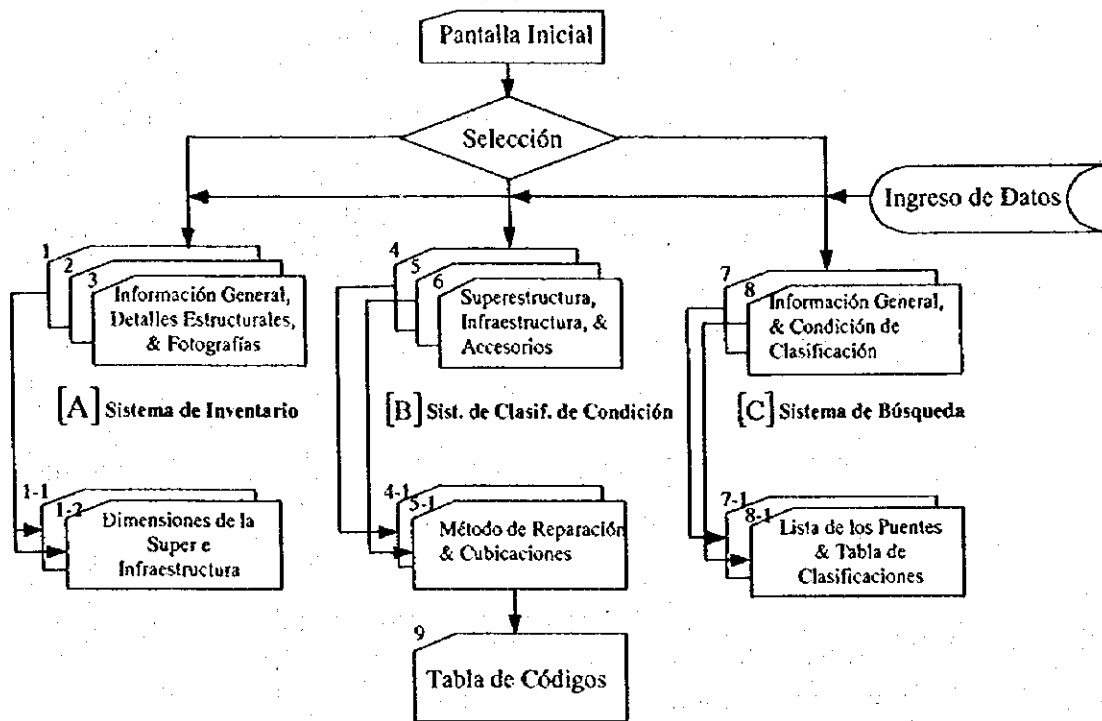 Pantalla Inicial
Selección
Ingreso de Datos
1
2
3
Información General,
Detalles Estructurales,
& Fotografías
[A] Sistema de Inventario
4
5
6
Superestructura,
Infraestructura, &
Accesorios
[B] Sist. de Clasif. de Condición
7
8
Información General,
& Condición de
Clasificación
[C] Sistema de Búsqueda
1-1
1-2
Dimensiones de la
Super e
Infraestructura
4-1
5-1
Método de Reparación
& Cubicaciones
7-1
8-1
Lista de los Puentes
& Tabla de
Clasificaciones
9
Tabla de Códigos